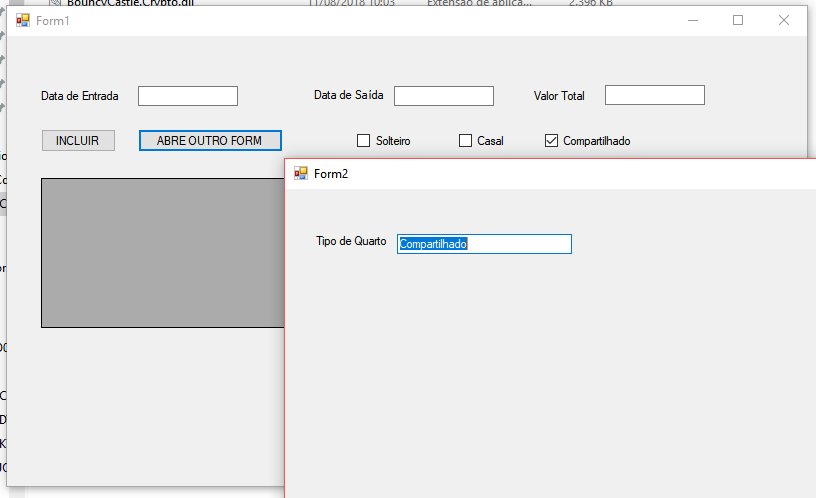 BouncyCastle.Crypto.dll 11/08/2018 10:03 Extensão de aplica... 2.396 KB
Form1
Data de Entrada Data de Saída Valor Total
INCLUIR ABRE OUTRO FORM Solteiro Casal Compartilhado
Form2
Tipo de Quarto Compartilhado